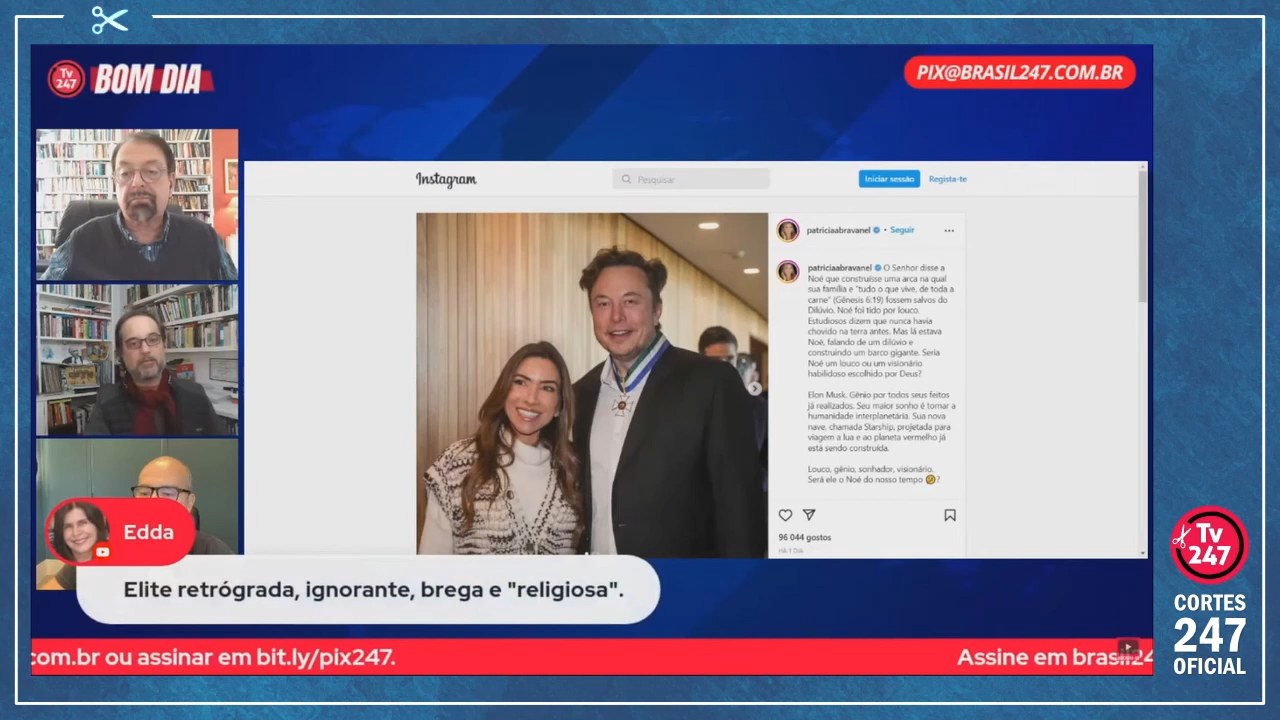 Tv
247
BOM DIA
PIX@BRASIL247.COM.BR
Instagram
Pesquisar
Iniciar sessão
Regista-te
patriciaabravanel • Seguir
patriciaabravanel O Senhor disse a
Noé que construísse uma arca na qual
sua família e "tudo o que vive, de toda a
carne" (Gênesis 6:19) fossem salvos do
Dilúvio. Noé foi tido por louco.
Estudiosos dizem que nunca havia
chovido na terra antes. Mas lá estava
Noé, falando de um dilúvio e
construindo um barco gigante. Seria
Noé um louco ou um visionário
habilidoso escolhido por Deus?
Elon Musk. Gênio por todos seus feitos
já realizados. Seu maior sonho é tornar a
humanidade interplanetária. Sua nova
nave, chamada Starship, projetada para
viagem a lua e ao planeta vermelho já
está sendo construída.
Louco, gênio, sonhador, visionário.
Será ele o Noé do nosso tempo 🤣?
96 044 gostos
HÁ 1 DIA
Edda
Elite retrógrada, ignorante, brega e "religiosa".
com.br ou assinar em bit.ly/pix247.
Assine em brasil24
Tv
247
CORTES
247
OFICIAL